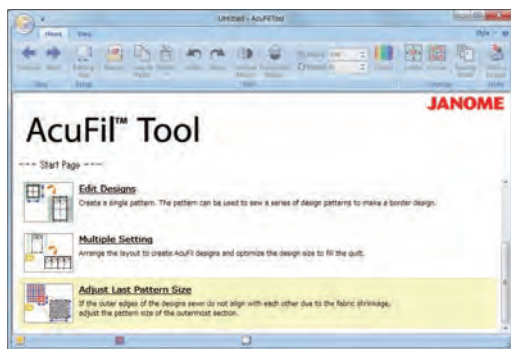 Untitled - AcuFilTool
Home View
Style
JANOME
AcuFil™ Tool
--- Start Page ---
Edit Designs
Create a single pattern. The pattern can be used to sew a series of design patterns to make a border design.
Multiple Setting
Arrange the layout to create AcuFil designs and optimize the design size to fill the quilt.
Adjust Last Pattern Size
If the outer edges of the designs sewn do not align with each other due to the fabric shrinkage,
adjust the pattern size of the outermost section.